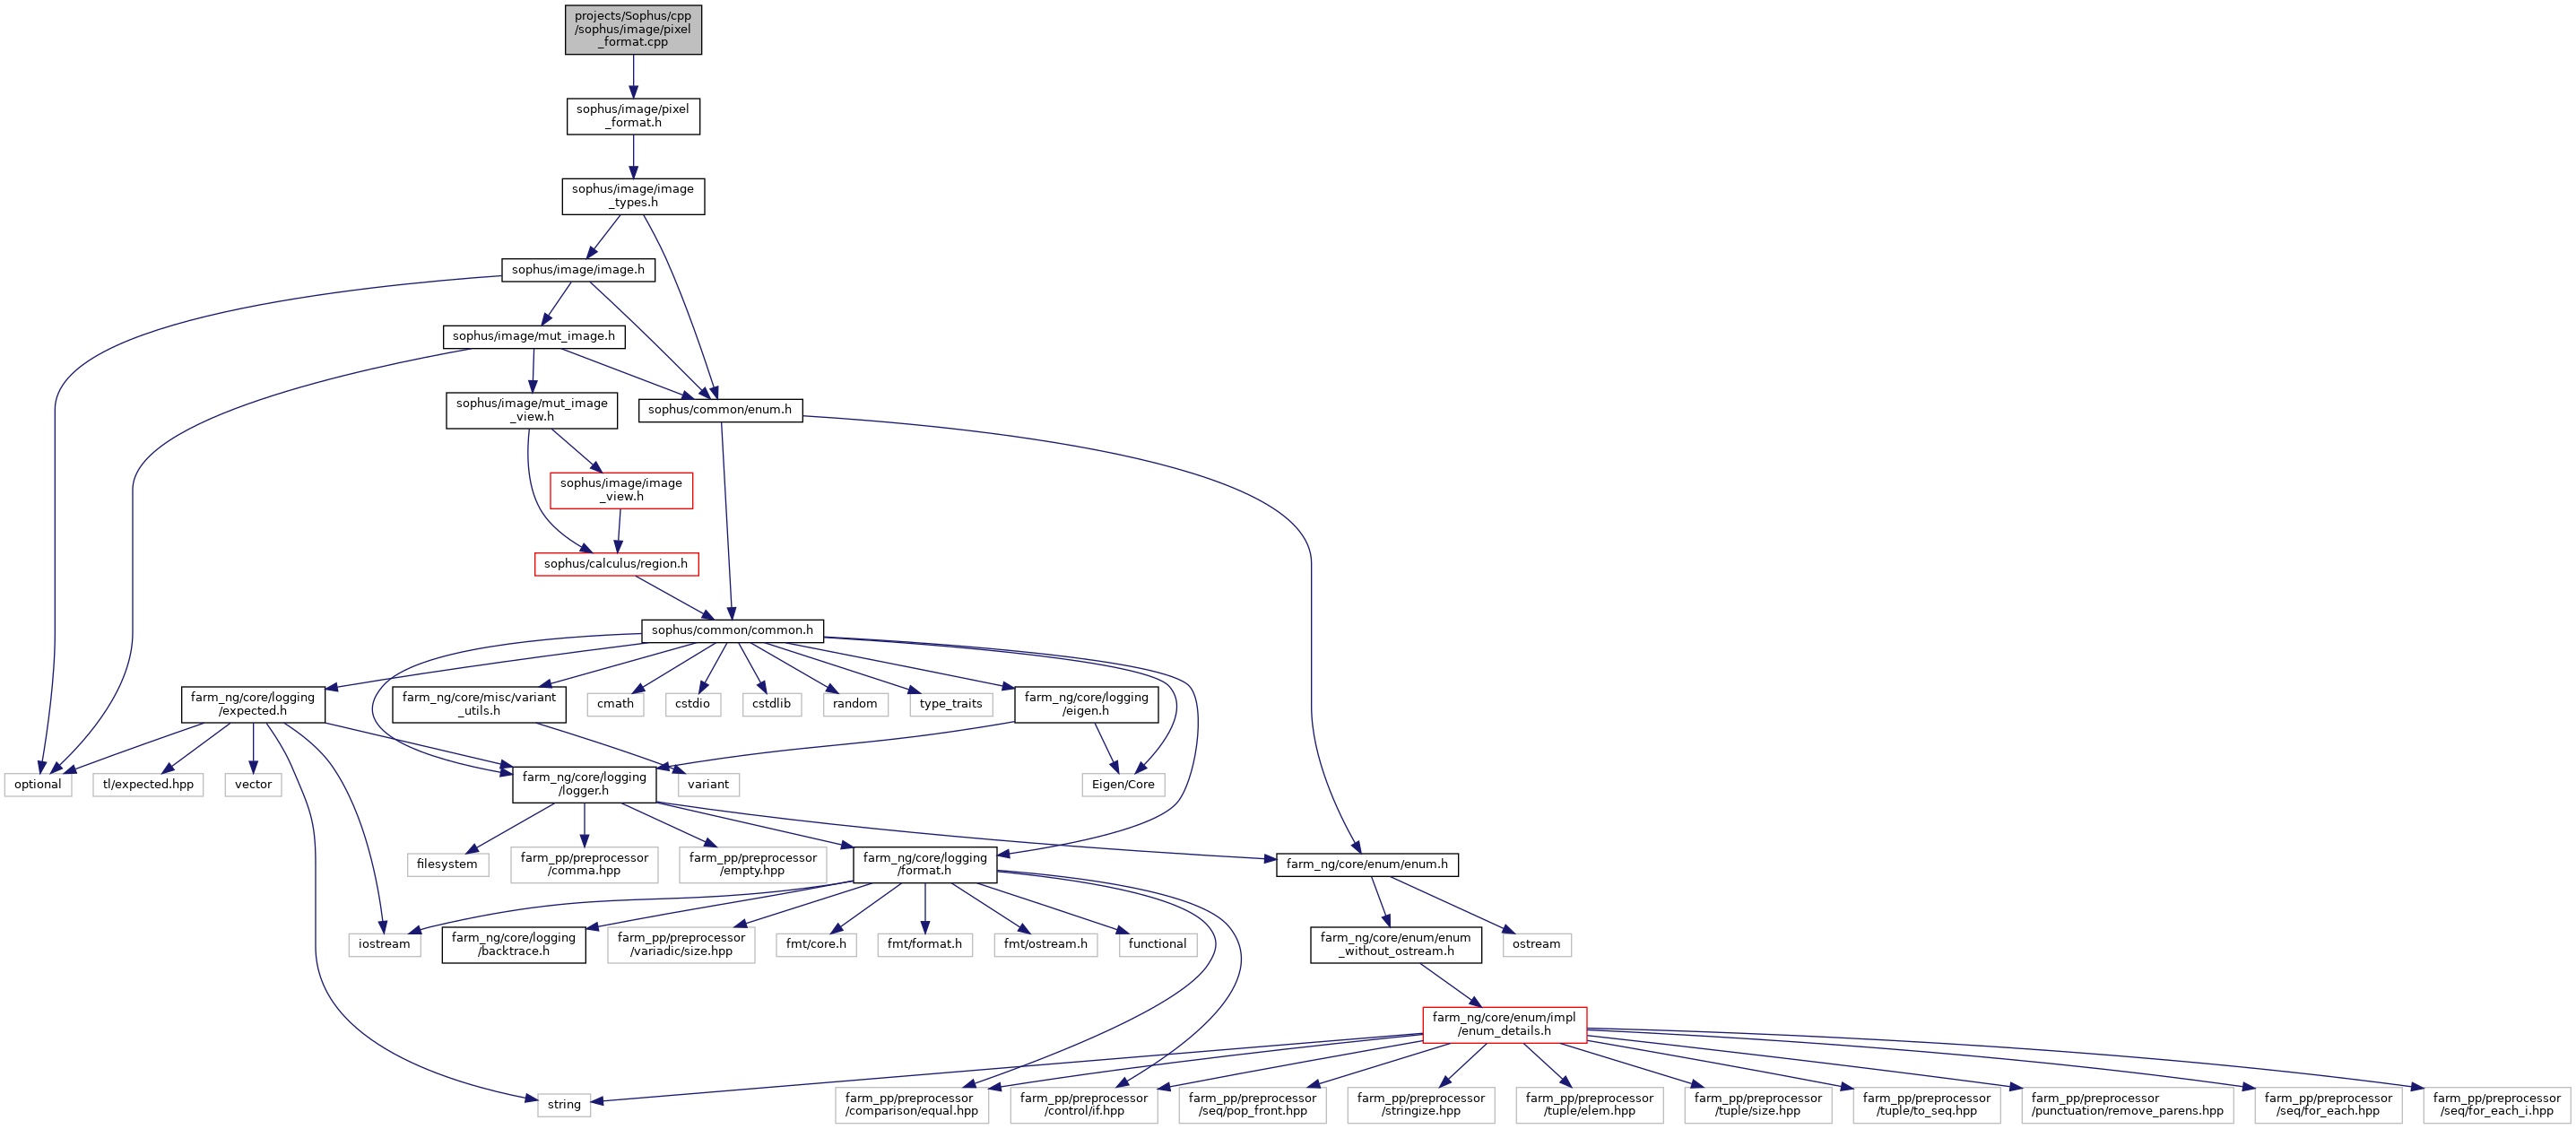 projects/Sophus/cpp
/sophus/image/pixel
_format.cpp
sophus/image/pixel
_format.h
sophus/image/image
_types.h
sophus/image/image.h
sophus/image/mut_image.h
sophus/image/mut_image
_view.h
sophus/common/enum.h
sophus/image/image
_view.h
sophus/calculus/region.h
sophus/common/common.h
farm_ng/core/logging
/expected.h
farm_ng/core/misc/variant
_utils.h
cmath
cstdio
cstdlib
random
type_traits
farm_ng/core/logging
/eigen.h
optional
tl/expected.hpp
vector
farm_ng/core/logging
/logger.h
variant
Eigen/Core
filesystem
farm_pp/preprocessor
/comma.hpp
farm_pp/preprocessor
/empty.hpp
farm_ng/core/logging
/format.h
farm_ng/core/enum/enum.h
iostream
farm_ng/core/logging
/backtrace.h
farm_pp/preprocessor
/variadic/size.hpp
fmt/core.h
fmt/format.h
fmt/ostream.h
functional
farm_ng/core/enum/enum
_without_ostream.h
ostream
farm_ng/core/enum/impl
/enum_details.h
string
farm_pp/preprocessor
/comparison/equal.hpp
farm_pp/preprocessor
/control/if.hpp
farm_pp/preprocessor
/seq/pop_front.hpp
farm_pp/preprocessor
/stringize.hpp
farm_pp/preprocessor
/tuple/elem.hpp
farm_pp/preprocessor
/tuple/size.hpp
farm_pp/preprocessor
/tuple/to_seq.hpp
farm_pp/preprocessor
/punctuation/remove_parens.hpp
farm_pp/preprocessor
/seq/for_each.hpp
farm_pp/preprocessor
/seq/for_each_i.hpp